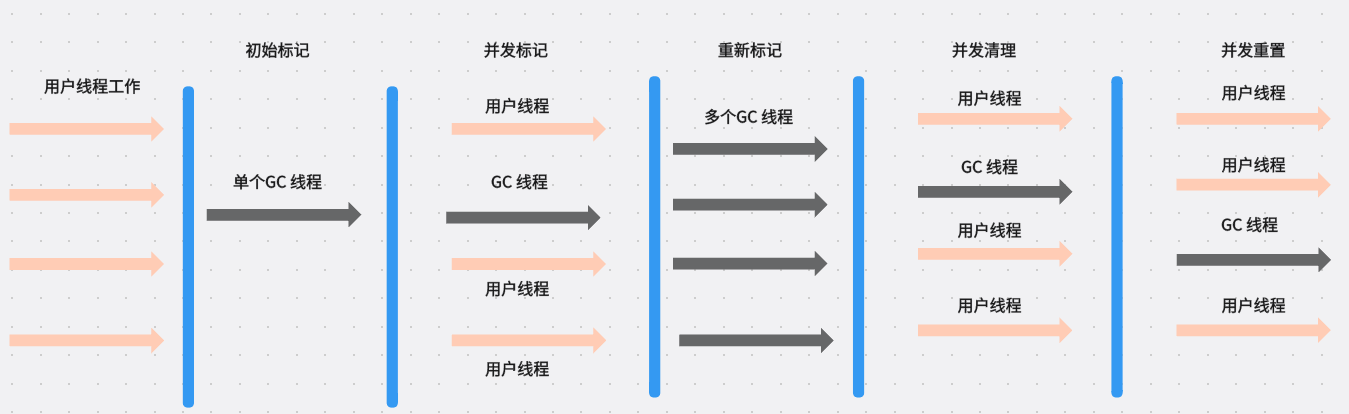 初始标记
并发标记
重新标记
并发清理
并发重置
用户线程工作
单个GC 线程
用户线程
GC 线程
用户线程
用户线程
多个GC 线程
用户线程
GC 线程
用户线程
用户线程
用户线程
用户线程
GC 线程
用户线程